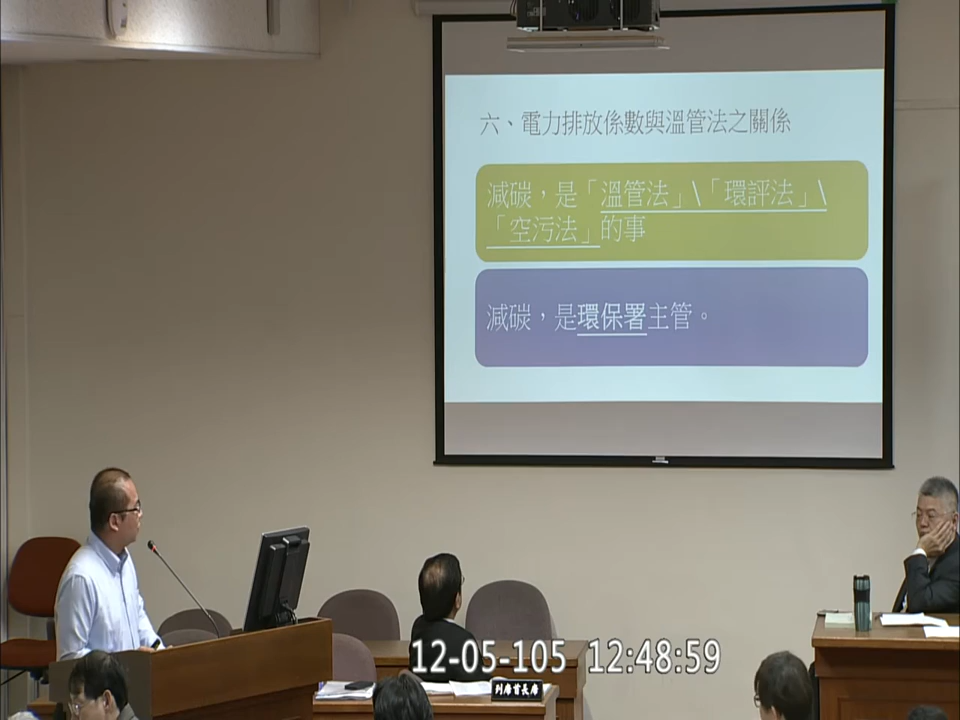 六、電力排放係數與溫管法之關係
減碳，是「溫管法」\「環評法」\
「空污法」的事
減碳，是環保署主管。
12-05-105 12:48:59
列席首長席